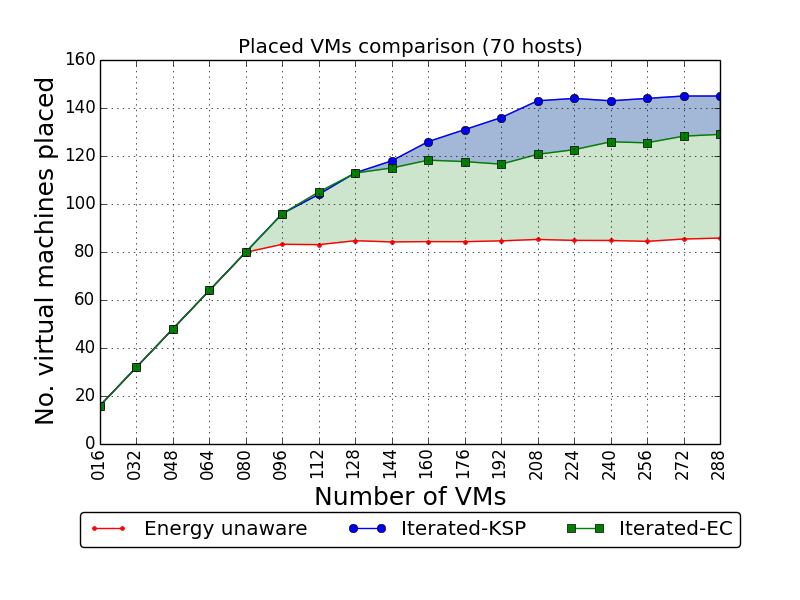 Placed VMs comparison (70 hosts)
No. virtual machines placed
160
140
120
100
80
60
40
20
0
016 032 048 064 080 096 112 128 144 160 176 192 208 224 240 256 272 288
Number of VMs
Energy unaware Iterated-KSP Iterated-EC